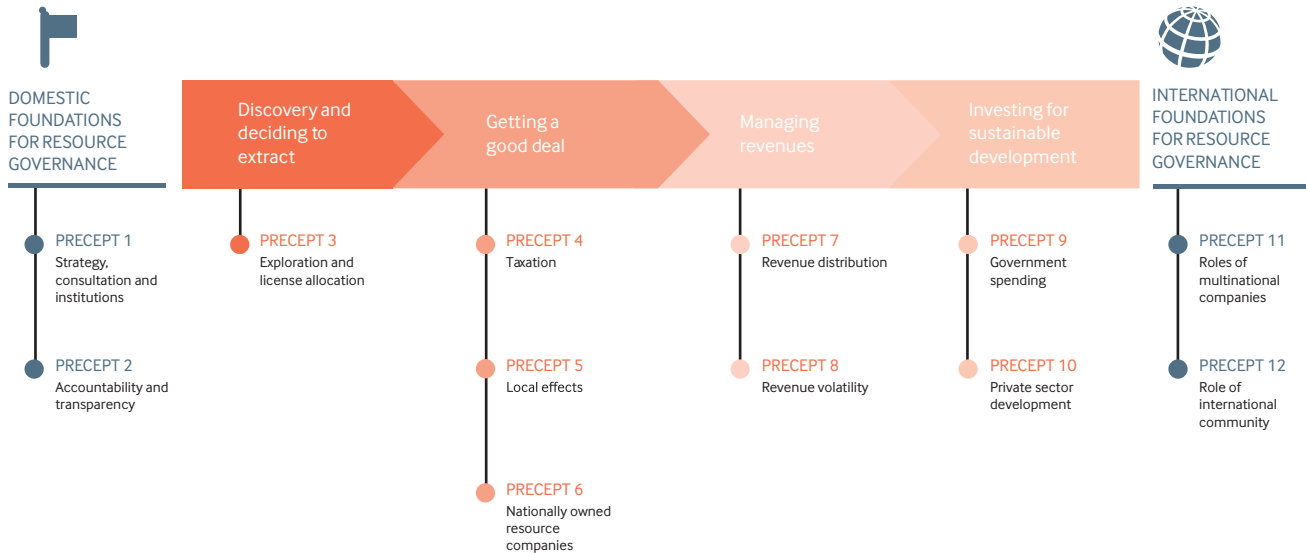 DOMESTIC
FOUNDATIONS
FOR RESOURCE
GOVERNANCE
PRECEPT 1
Strategy,
consultation and
institutions
PRECEPT 2
Accountability and
transparency
Discovery and
deciding to
extract
PRECEPT 3
Exploration and
license allocation
Getting a
good deal
PRECEPT 4
Taxation
PRECEPT 5
Local effects
PRECEPT 6
Nationally owned
resource
companies
Managing
revenues
PRECEPT 7
Revenue distribution
PRECEPT 8
Revenue volatility
Investing for
sustainable
development
PRECEPT 9
Government
spending
PRECEPT 10
Private sector
development
INTERNATIONAL
FOUNDATIONS
FOR RESOURCE
GOVERNANCE
PRECEPT 11
Roles of
multinational
companies
PRECEPT 12
Role of
international
community